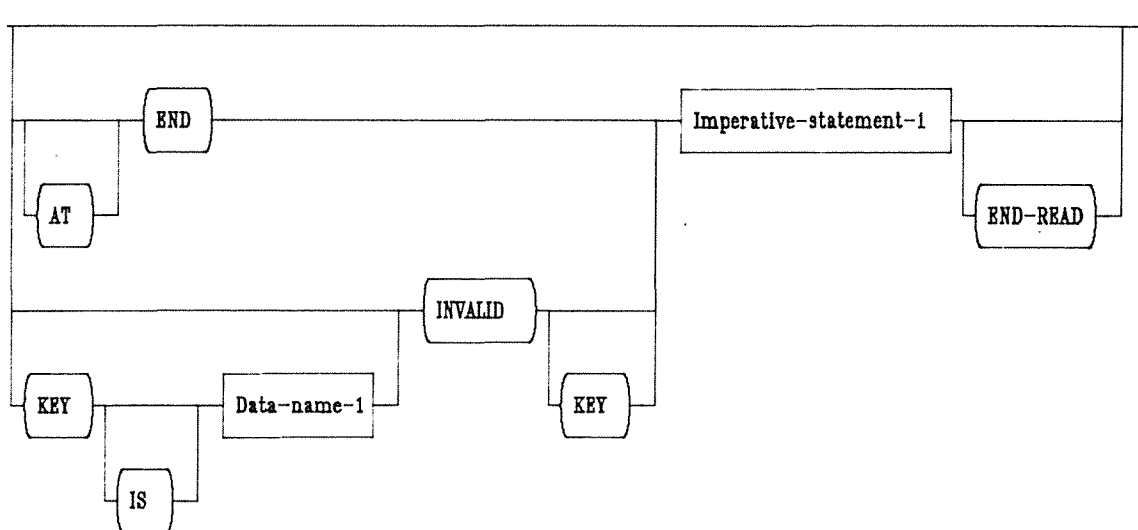 END
Imperative-statement-1
AT
END-READ
INVALID
KEY
Data-name-1
KEY
IS